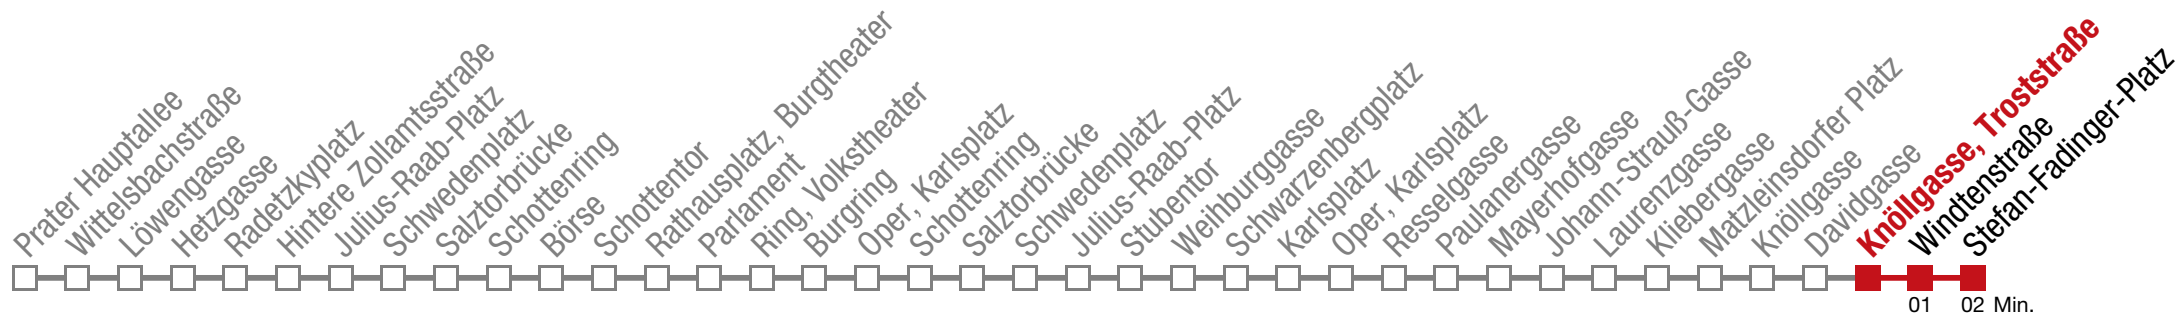 Prater Hauptallee
Wittelsbachstraße
Löwengasse
Hetzgasse
Radetzkyplatz
Hintere Zollamtsstraße
Julius-Raab-Platz
Schwedenplatz
Salztorbrücke
Schottenring
Börse
Schottentor
Rathausplatz, Burgtheater
Parlament
Ring, Volkstheater
Burgring
Oper, Karlsplatz
Schottenring
Salztorbrücke
Schwedenplatz
Julius-Raab-Platz
Stubentor
Weihburggasse
Schwarzenbergplatz
Karlsplatz
Oper, Karlsplatz
Resselgasse
Paulanergasse
Mayerhofgasse
Johann-Strauß-Gasse
Laurenzgasse
Kliebergasse
Matzleinsdorfer Platz
Knöllgasse
Davidgasse
Knöllgasse, Troststraße
Windtenstraße
Stefan-Fadinger-Platz
01 02 Min.